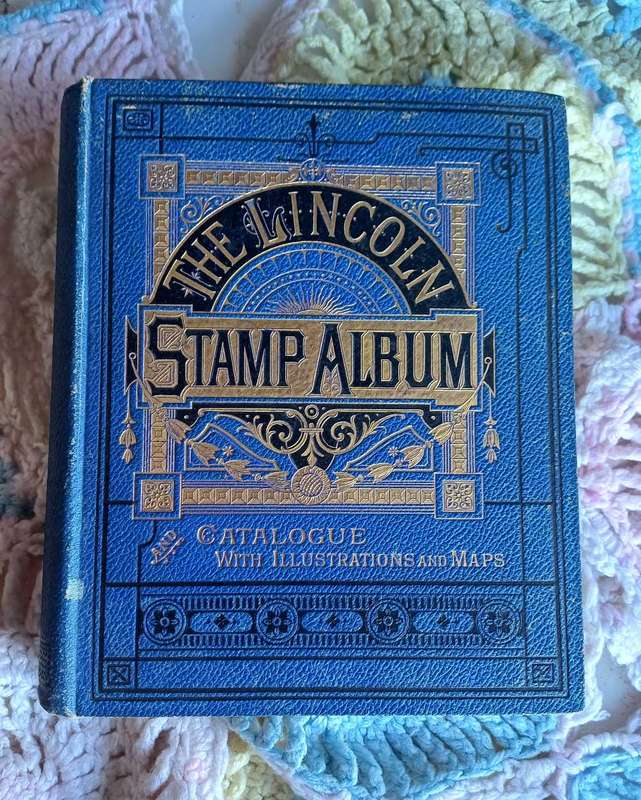 THE LINCOLN
STAMP ALBUM
AND CATALOGUE
WITH ILLUSTRATIONS AND MAPS